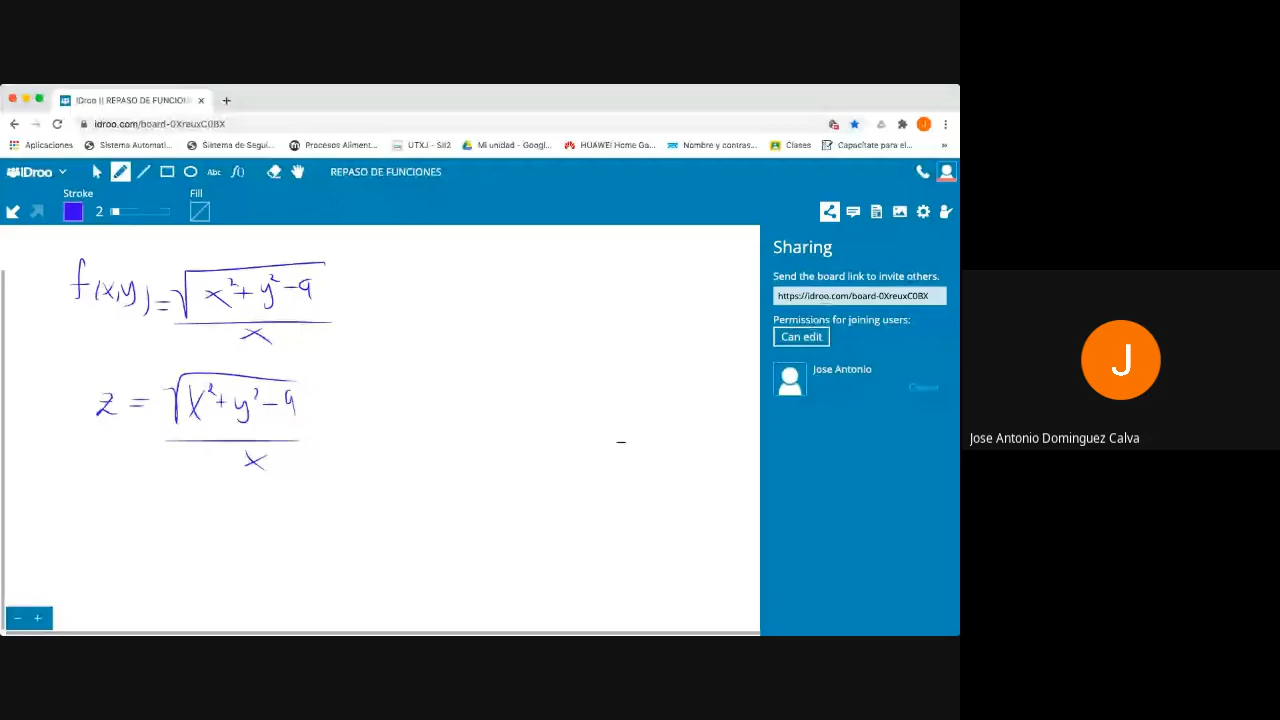 IDroo || REPASO DE FUNCION
idroo.com/board-0XreuxC0BX
Aplicaciones Sistema Automati... Sistema de Segui... Procesos Aliment... UTXJ - SII2 Mi unidad - Googl... HUAWEI Home Ga... Nombre y contras... Clases Capacítate para el... »
IDroo Abc f() REPASO DE FUNCIONES
Stroke Fill
2
Sharing
Send the board link to invite others.
https://idroo.com/board-0XreuxC0BX
Permissions for joining users:
Can edit
Jose Antonio
f(x,y) = √(x²+y²-9)
x
z = √(x²+y²-9)
x
- +
J
Jose Antonio Dominguez Calva